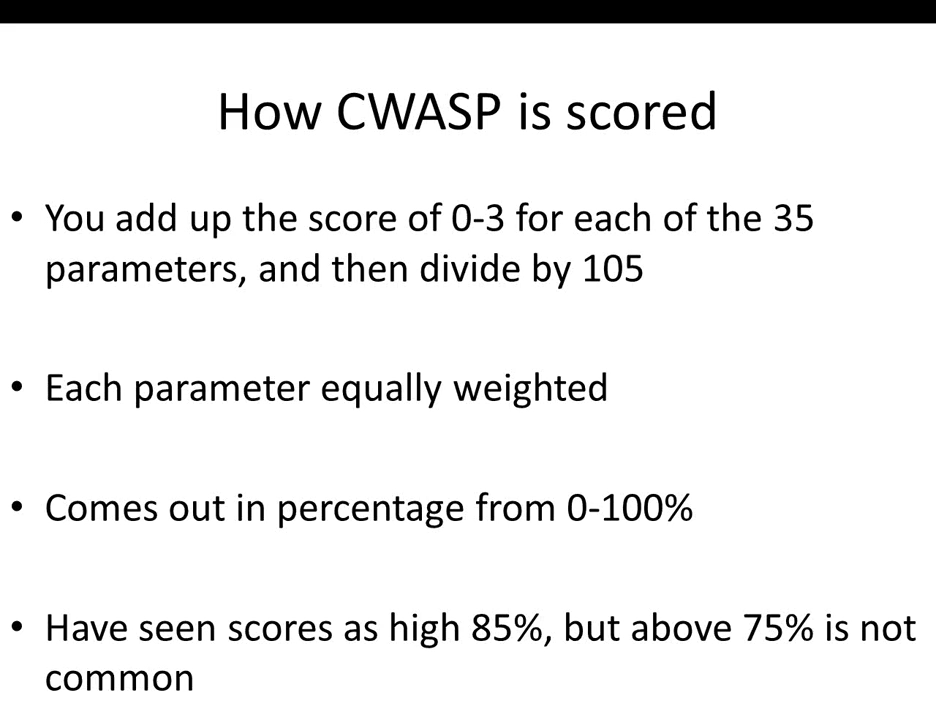 How CWASP is scored
• You add up the score of 0-3 for each of the 35
parameters, and then divide by 105
• Each parameter equally weighted
• Comes out in percentage from 0-100%
• Have seen scores as high 85%, but above 75% is not
common